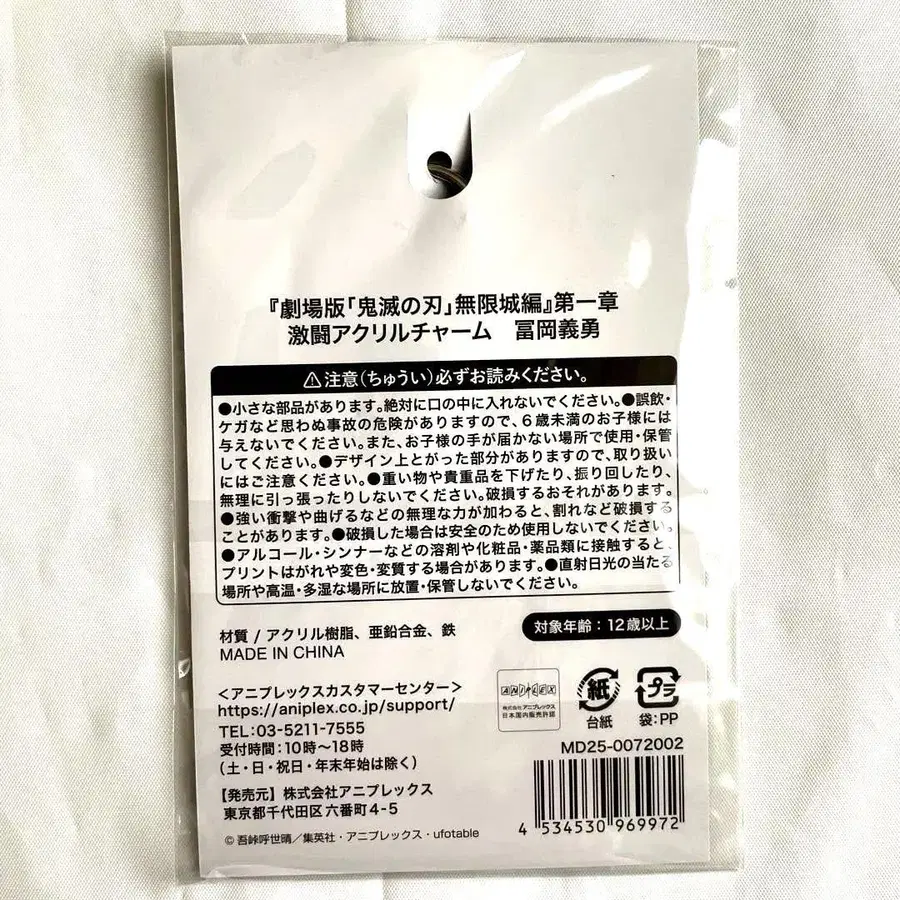 『劇場版「鬼滅の刃」無限城編』第一章
激闘アクリルチャーム　冨岡義勇
⚠注意(ちゅうい)必ずお読みください。
●小さな部品があります。絶対に口の中に入れないでください。●誤飲・
ケガなど思わぬ事故の危険がありますので、6歳未満のお子様には
与えないでください。また、お子様の手が届かない場所で使用・保管
してください。●デザイン上とがった部分がありますので、取り扱い
にはご注意ください。●重い物や貴重品を下げたり、振り回したり、
無理に引っ張ったりしないでください。破損するおそれがあります。
●強い衝撃や曲げるなどの無理な力が加わると、割れなど破損する
ことがあります。●破損した場合は安全のため使用しないでください。
●アルコール・シンナーなどの溶剤や化粧品・薬品類に接触すると、
プリントはがれや変色・変質する場合があります。●直射日光の当たる
場所や高温・多湿な場所に放置・保管しないでください。
材質 / アクリル樹脂、亜鉛合金、鉄
MADE IN CHINA
対象年齢：12歳以上
<アニプレックスカスタマーセンター>
https://aniplex.co.jp/support/
TEL:03-5211-7555
受付時間：10時～18時
(土・日・祝日・年末年始は除く)
【発売元】株式会社アニプレックス
東京都千代田区六番町4-5
© 吾峠呼世晴／集英社・アニプレックス・ufotable
ANIPLEX
株式会社アニプレックス
日本国内販売許諾
紙
台紙
プラ
袋：PP
MD25-0072002
4 534530 969972